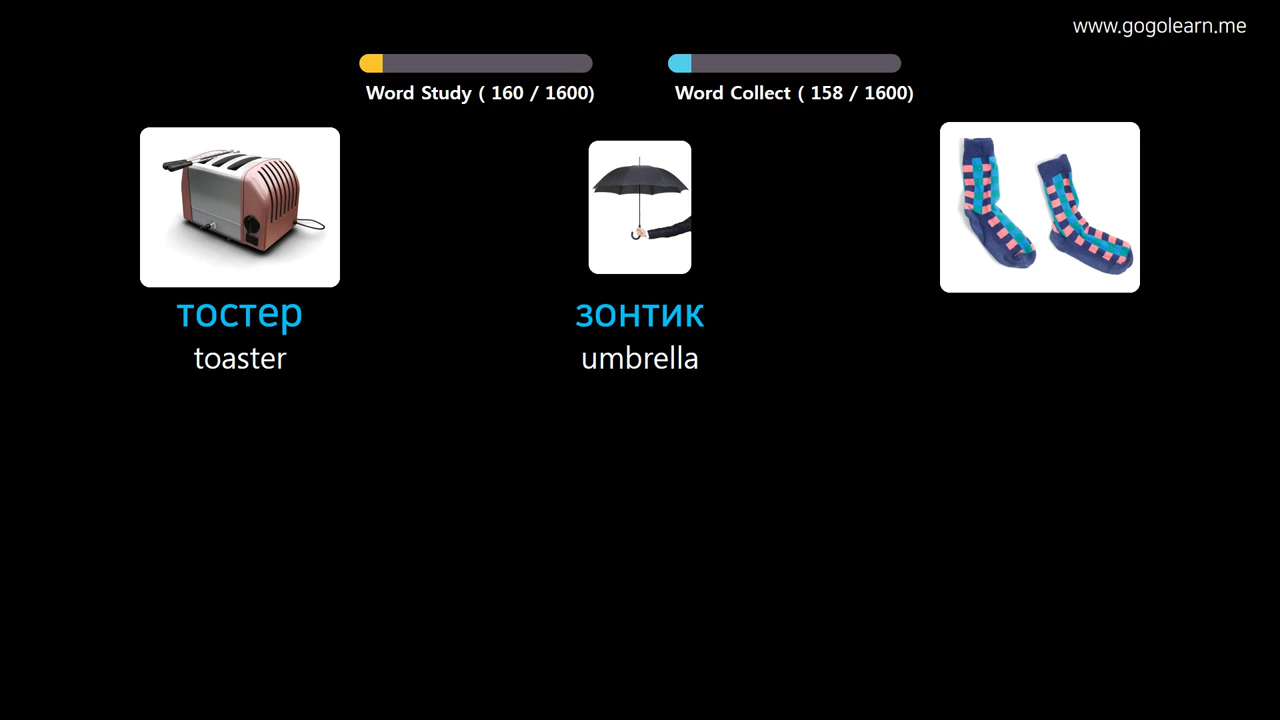 www.gogolearn.me
Word Study ( 160 / 1600)
Word Collect ( 158 / 1600)
тостер
toaster
зонтик
umbrella